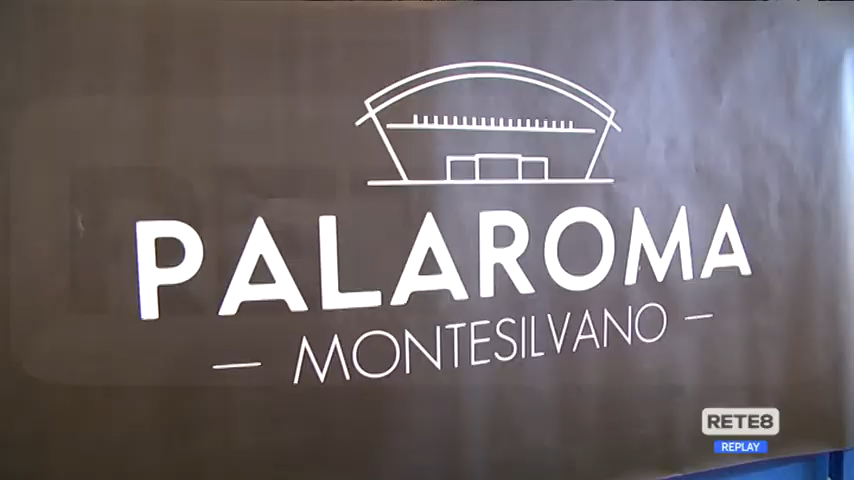 PALAROMA
— MONTESILVANO —
RETE8
REPLAY